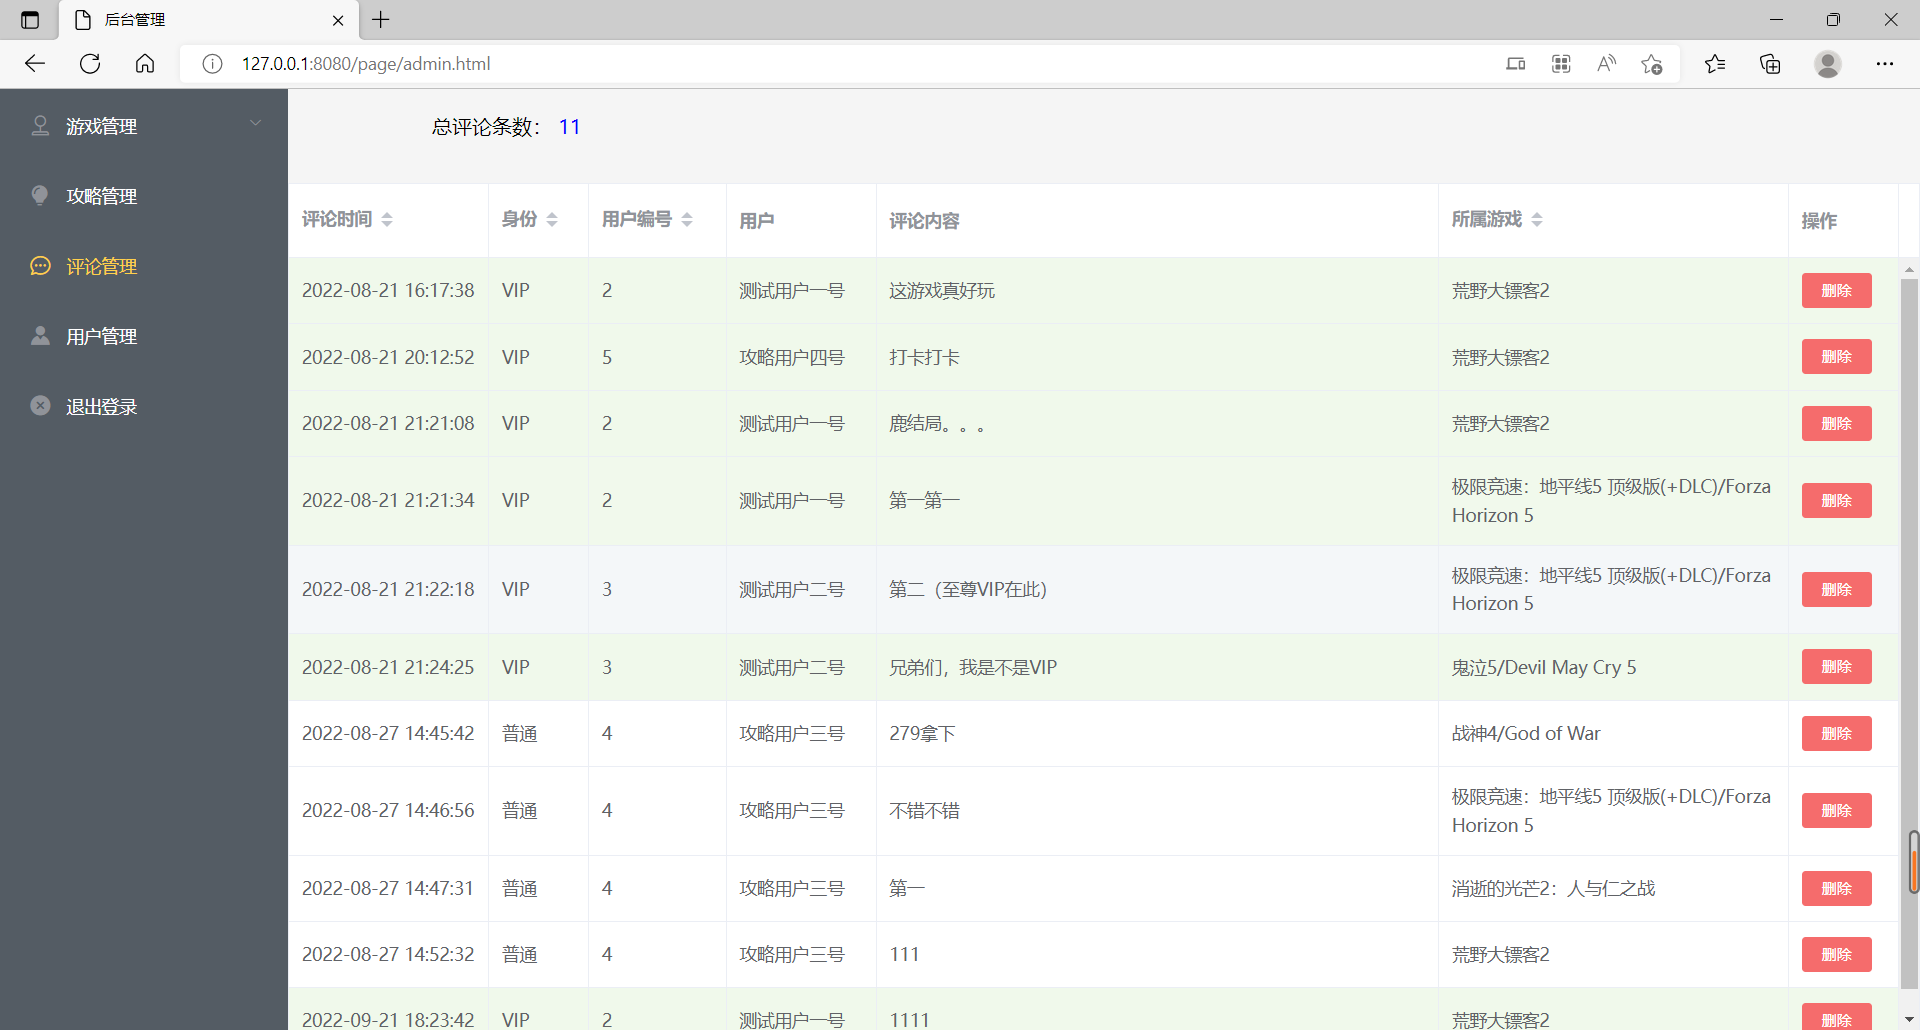 后台管理
127.0.0.1:8080/page/admin.html
游戏管理
攻略管理
评论管理
用户管理
退出登录
总评论条数： 11
评论时间 身份 用户编号 用户 评论内容 所属游戏 操作
2022-08-21 16:17:38 VIP 2 测试用户一号 这游戏真好玩 荒野大镖客2 删除
2022-08-21 20:12:52 VIP 5 攻略用户四号 打卡打卡 荒野大镖客2 删除
2022-08-21 21:21:08 VIP 2 测试用户一号 鹿结局。。。 荒野大镖客2 删除
2022-08-21 21:21:34 VIP 2 测试用户一号 第一第一 极限竞速：地平线5 顶级版(+DLC)/Forza
Horizon 5 删除
2022-08-21 21:22:18 VIP 3 测试用户二号 第二（至尊VIP在此） 极限竞速：地平线5 顶级版(+DLC)/Forza
Horizon 5 删除
2022-08-21 21:24:25 VIP 3 测试用户二号 兄弟们，我是不是VIP 鬼泣5/Devil May Cry 5 删除
2022-08-27 14:45:42 普通 4 攻略用户三号 279拿下 战神4/God of War 删除
2022-08-27 14:46:56 普通 4 攻略用户三号 不错不错 极限竞速：地平线5 顶级版(+DLC)/Forza
Horizon 5 删除
2022-08-27 14:47:31 普通 4 攻略用户三号 第一 消逝的光芒2：人与仁之战 删除
2022-08-27 14:52:32 普通 4 攻略用户三号 111 荒野大镖客2 删除
2022-09-21 18:23:42 VIP 2 测试用户一号 1111 荒野大镖客2 删除